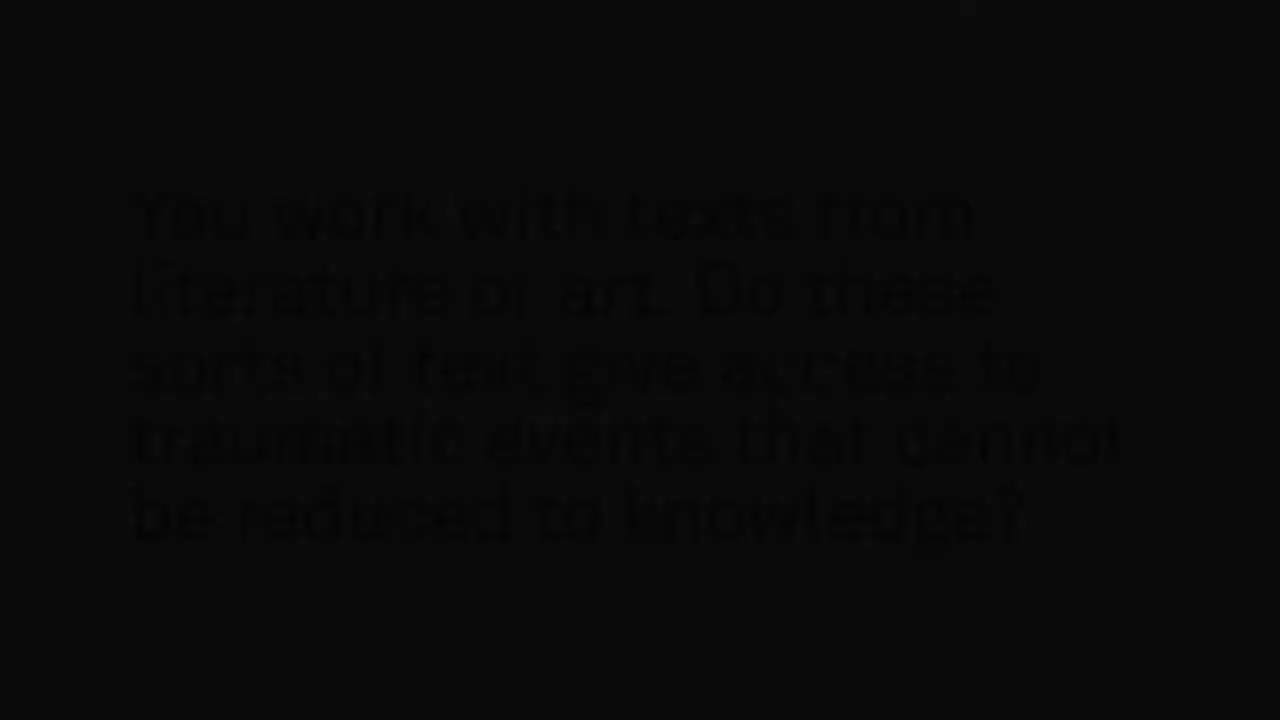 You work with texts from
literature or art. Do these
sorts of text give access to
traumatic events that cannot
be reduced to knowledge?